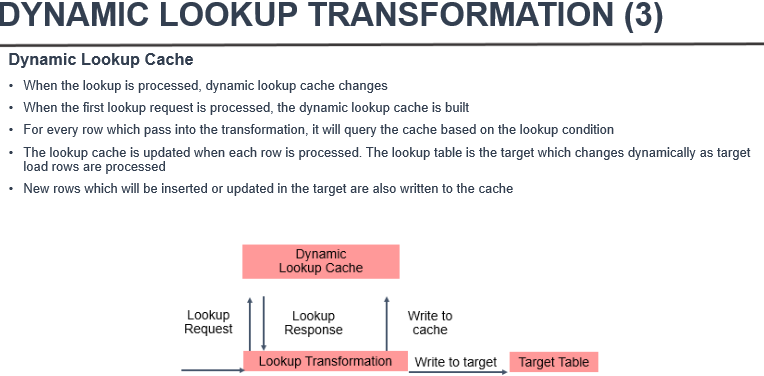 DYNAMIC LOOKUP TRANSFORMATION (3)
Dynamic Lookup Cache
• When the lookup is processed, dynamic lookup cache changes
• When the first lookup request is processed, the dynamic lookup cache is built
• For every row which pass into the transformation, it will query the cache based on the lookup condition
• The lookup cache is updated when each row is processed. The lookup table is the target which changes dynamically as target
load rows are processed
• New rows which will be inserted or updated in the target are also written to the cache
Dynamic
Lookup Cache
Lookup
Request
Lookup
Response
Write to
cache
Lookup Transformation
Write to target
Target Table